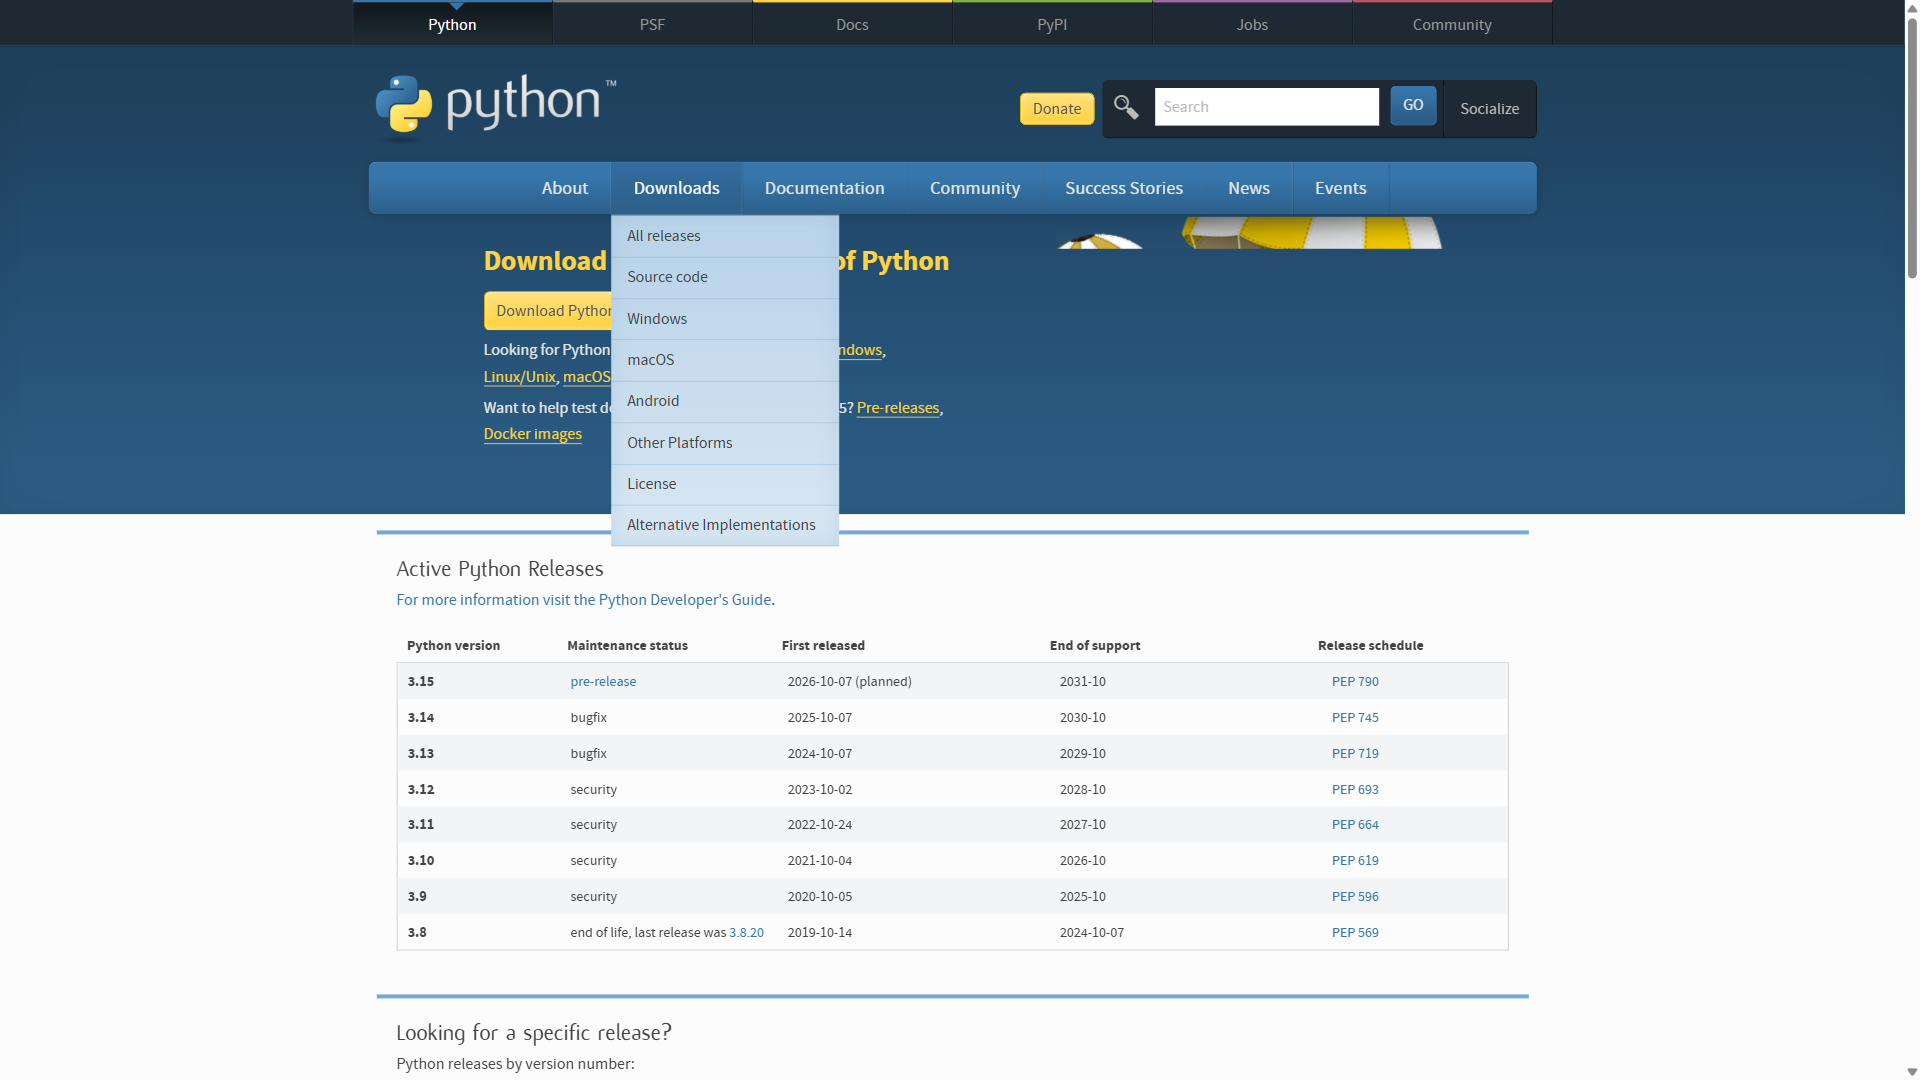 Python
PSF
Docs
PyPI
Jobs
Community
python™
Donate
Search
GO
Socialize
About
Downloads
Documentation
Community
Success Stories
News
Events
All releases
Source code
Windows
macOS
Android
Other Platforms
License
Alternative Implementations
Download of Python
Download Python
Looking for Python ndows,
Linux/Unix, macOS
Want to help test de 5? Pre-releases,
Docker images
Active Python Releases
For more information visit the Python Developer's Guide.
Python version Maintenance status First released End of support Release schedule
3.15 pre-release 2026-10-07 (planned) 2031-10 PEP 790
3.14 bugfix 2025-10-07 2030-10 PEP 745
3.13 bugfix 2024-10-07 2029-10 PEP 719
3.12 security 2023-10-02 2028-10 PEP 693
3.11 security 2022-10-24 2027-10 PEP 664
3.10 security 2021-10-04 2026-10 PEP 619
3.9 security 2020-10-05 2025-10 PEP 596
3.8 end of life, last release was 3.8.20 2019-10-14 2024-10-07 PEP 569
Looking for a specific release?
Python releases by version number: